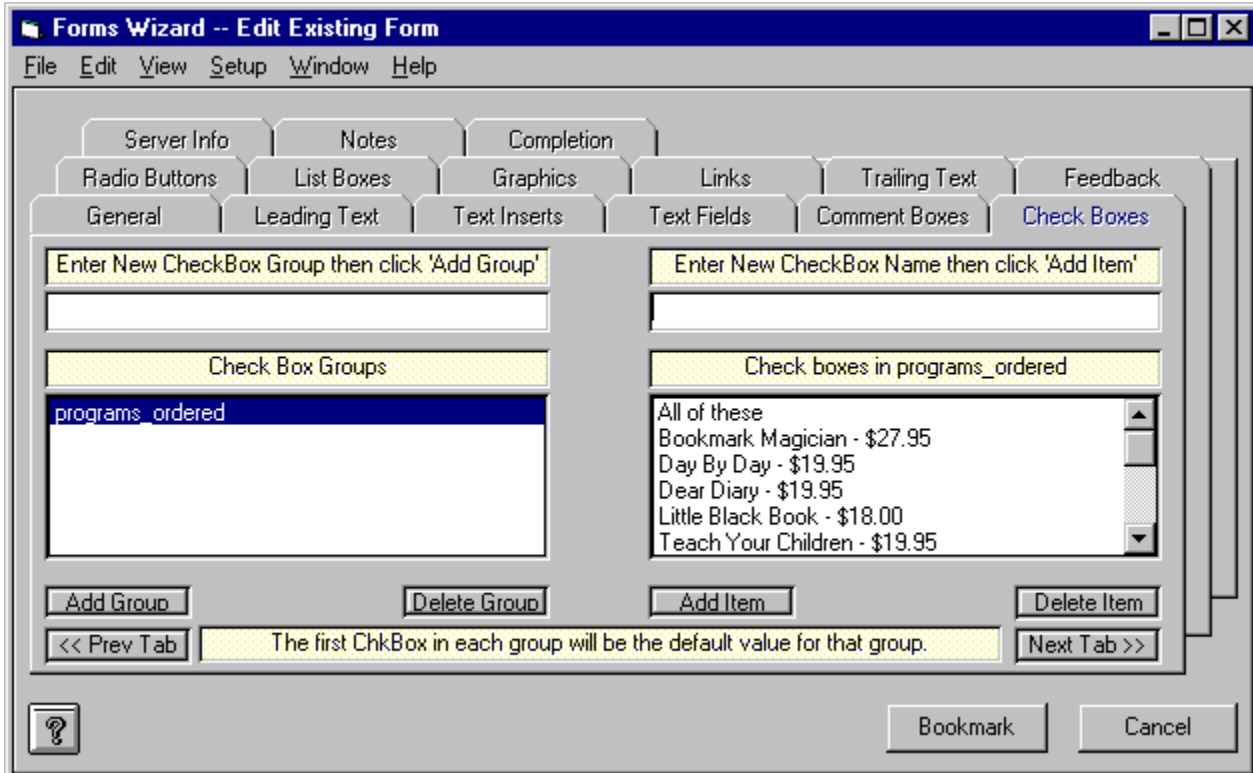 Forms Wizard -- Edit Existing Form
File Edit View Setup Window Help
Server Info Notes Completion
Radio Buttons List Boxes Graphics Links Trailing Text Feedback
General Leading Text Text Inserts Text Fields Comment Boxes Check Boxes
Enter New CheckBox Group then click 'Add Group' Enter New CheckBox Name then click 'Add Item'
Check Box Groups Check boxes in programs_ordered
programs_ordered All of these
Bookmark Magician - $27.95
Day By Day - $19.95
Dear Diary - $19.95
Little Black Book - $18.00
Teach Your Children - $19.95
Add Group Delete Group Add Item Delete Item
<< Prev Tab The first ChkBox in each group will be the default value for that group. Next Tab >>
? Bookmark Cancel